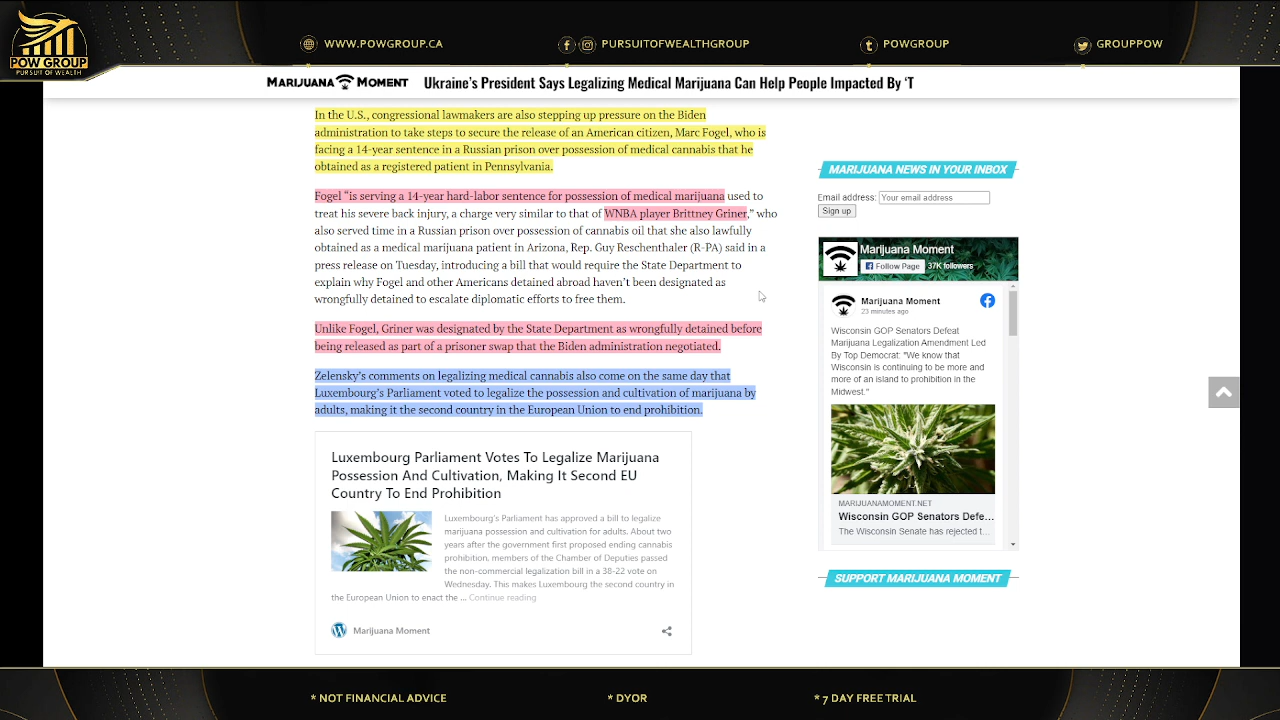 POW GROUP
PURSUIT OF WEALTH
WWW.POWGROUP.CA
PURSUITOFWEALTHGROUP
POWGROUP
GROUPPOW
MARIJUANA MOMENT
Ukraine's President Says Legalizing Medical Marijuana Can Help People Impacted By 'T
In the U.S., congressional lawmakers are also stepping up pressure on the Biden
administration to take steps to secure the release of an American citizen, Marc Fogel, who is
facing a 14-year sentence in a Russian prison over possession of medical cannabis that he
obtained as a registered patient in Pennsylvania.
Fogel “is serving a 14-year hard-labor sentence for possession of medical marijuana used to
treat his severe back injury, a charge very similar to that of WNBA player Brittney Griner,” who
also served time in a Russian prison over possession of cannabis oil that she also lawfully
obtained as a medical marijuana patient in Arizona, Rep. Guy Reschenthaler (R-PA) said in a
press release on Tuesday, introducing a bill that would require the State Department to
explain why Fogel and other Americans detained abroad haven’t been designated as
wrongfully detained to escalate diplomatic efforts to free them.
Unlike Fogel, Griner was designated by the State Department as wrongfully detained before
being released as part of a prisoner swap that the Biden administration negotiated.
Zelensky’s comments on legalizing medical cannabis also come on the same day that
Luxembourg’s Parliament voted to legalize the possession and cultivation of marijuana by
adults, making it the second country in the European Union to end prohibition.
Luxembourg Parliament Votes To Legalize Marijuana
Possession And Cultivation, Making It Second EU
Country To End Prohibition
Luxembourg’s Parliament has approved a bill to legalize
marijuana possession and cultivation for adults. About two
years after the government first proposed ending cannabis
prohibition, members of the Chamber of Deputies passed
the non-commercial legalization bill in a 38-22 vote on
Wednesday. This makes Luxembourg the second country in
the European Union to enact the ... Continue reading
Marijuana Moment
MARIJUANA NEWS IN YOUR INBOX
Email address: Your email address
Sign up
Marijuana Moment
Follow Page 37K followers
Marijuana Moment
23 minutes ago
Wisconsin GOP Senators Defeat
Marijuana Legalization Amendment Led
By Top Democrat: "We know that
Wisconsin is continuing to be more and
more of an island to prohibition in the
Midwest."
MARIJUANAMOMENT.NET
Wisconsin GOP Senators Defe...
The Wisconsin Senate has rejected t...
SUPPORT MARIJUANA MOMENT
* NOT FINANCIAL ADVICE
* DYOR
* 7 DAY FREE TRIAL